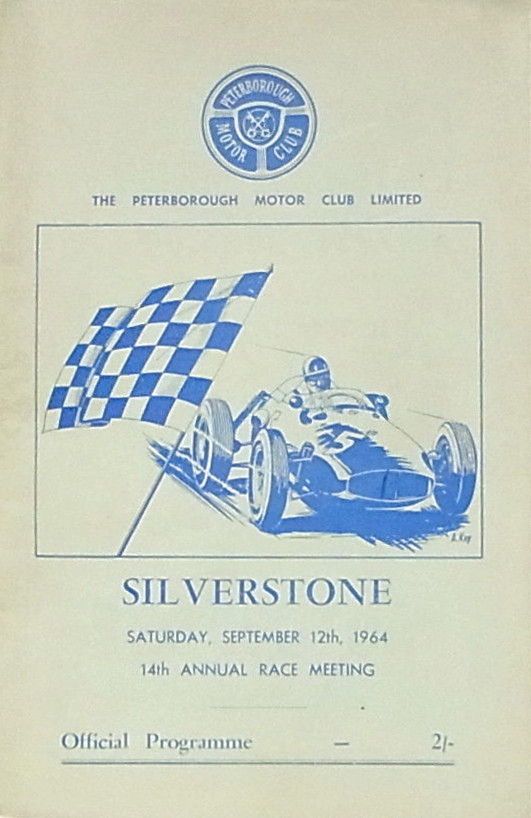 PETERBOROUGH
MOTOR CLUB
THE PETERBOROUGH MOTOR CLUB LIMITED
A. Kay
SILVERSTONE
SATURDAY, SEPTEMBER 12th, 1964
14th ANNUAL RACE MEETING
Official Programme — 2/-